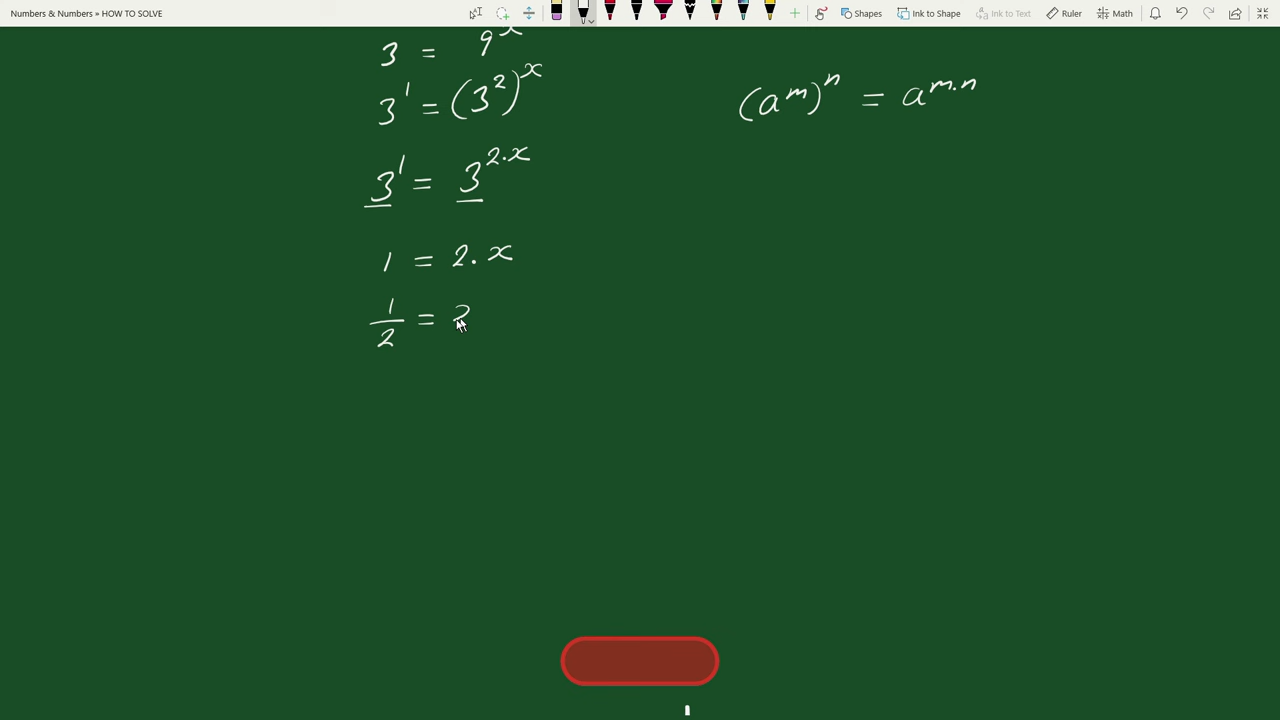 Numbers & Numbers » HOW TO SOLVE
Shapes
Ink to Shape
Ink to Text
Ruler
Math
3 = 9^x
3^1 = (3^2)^x
(a^m)^n = a^{m·n}
3^1 = 3^{2·x}
1 = 2·x
1/2 =